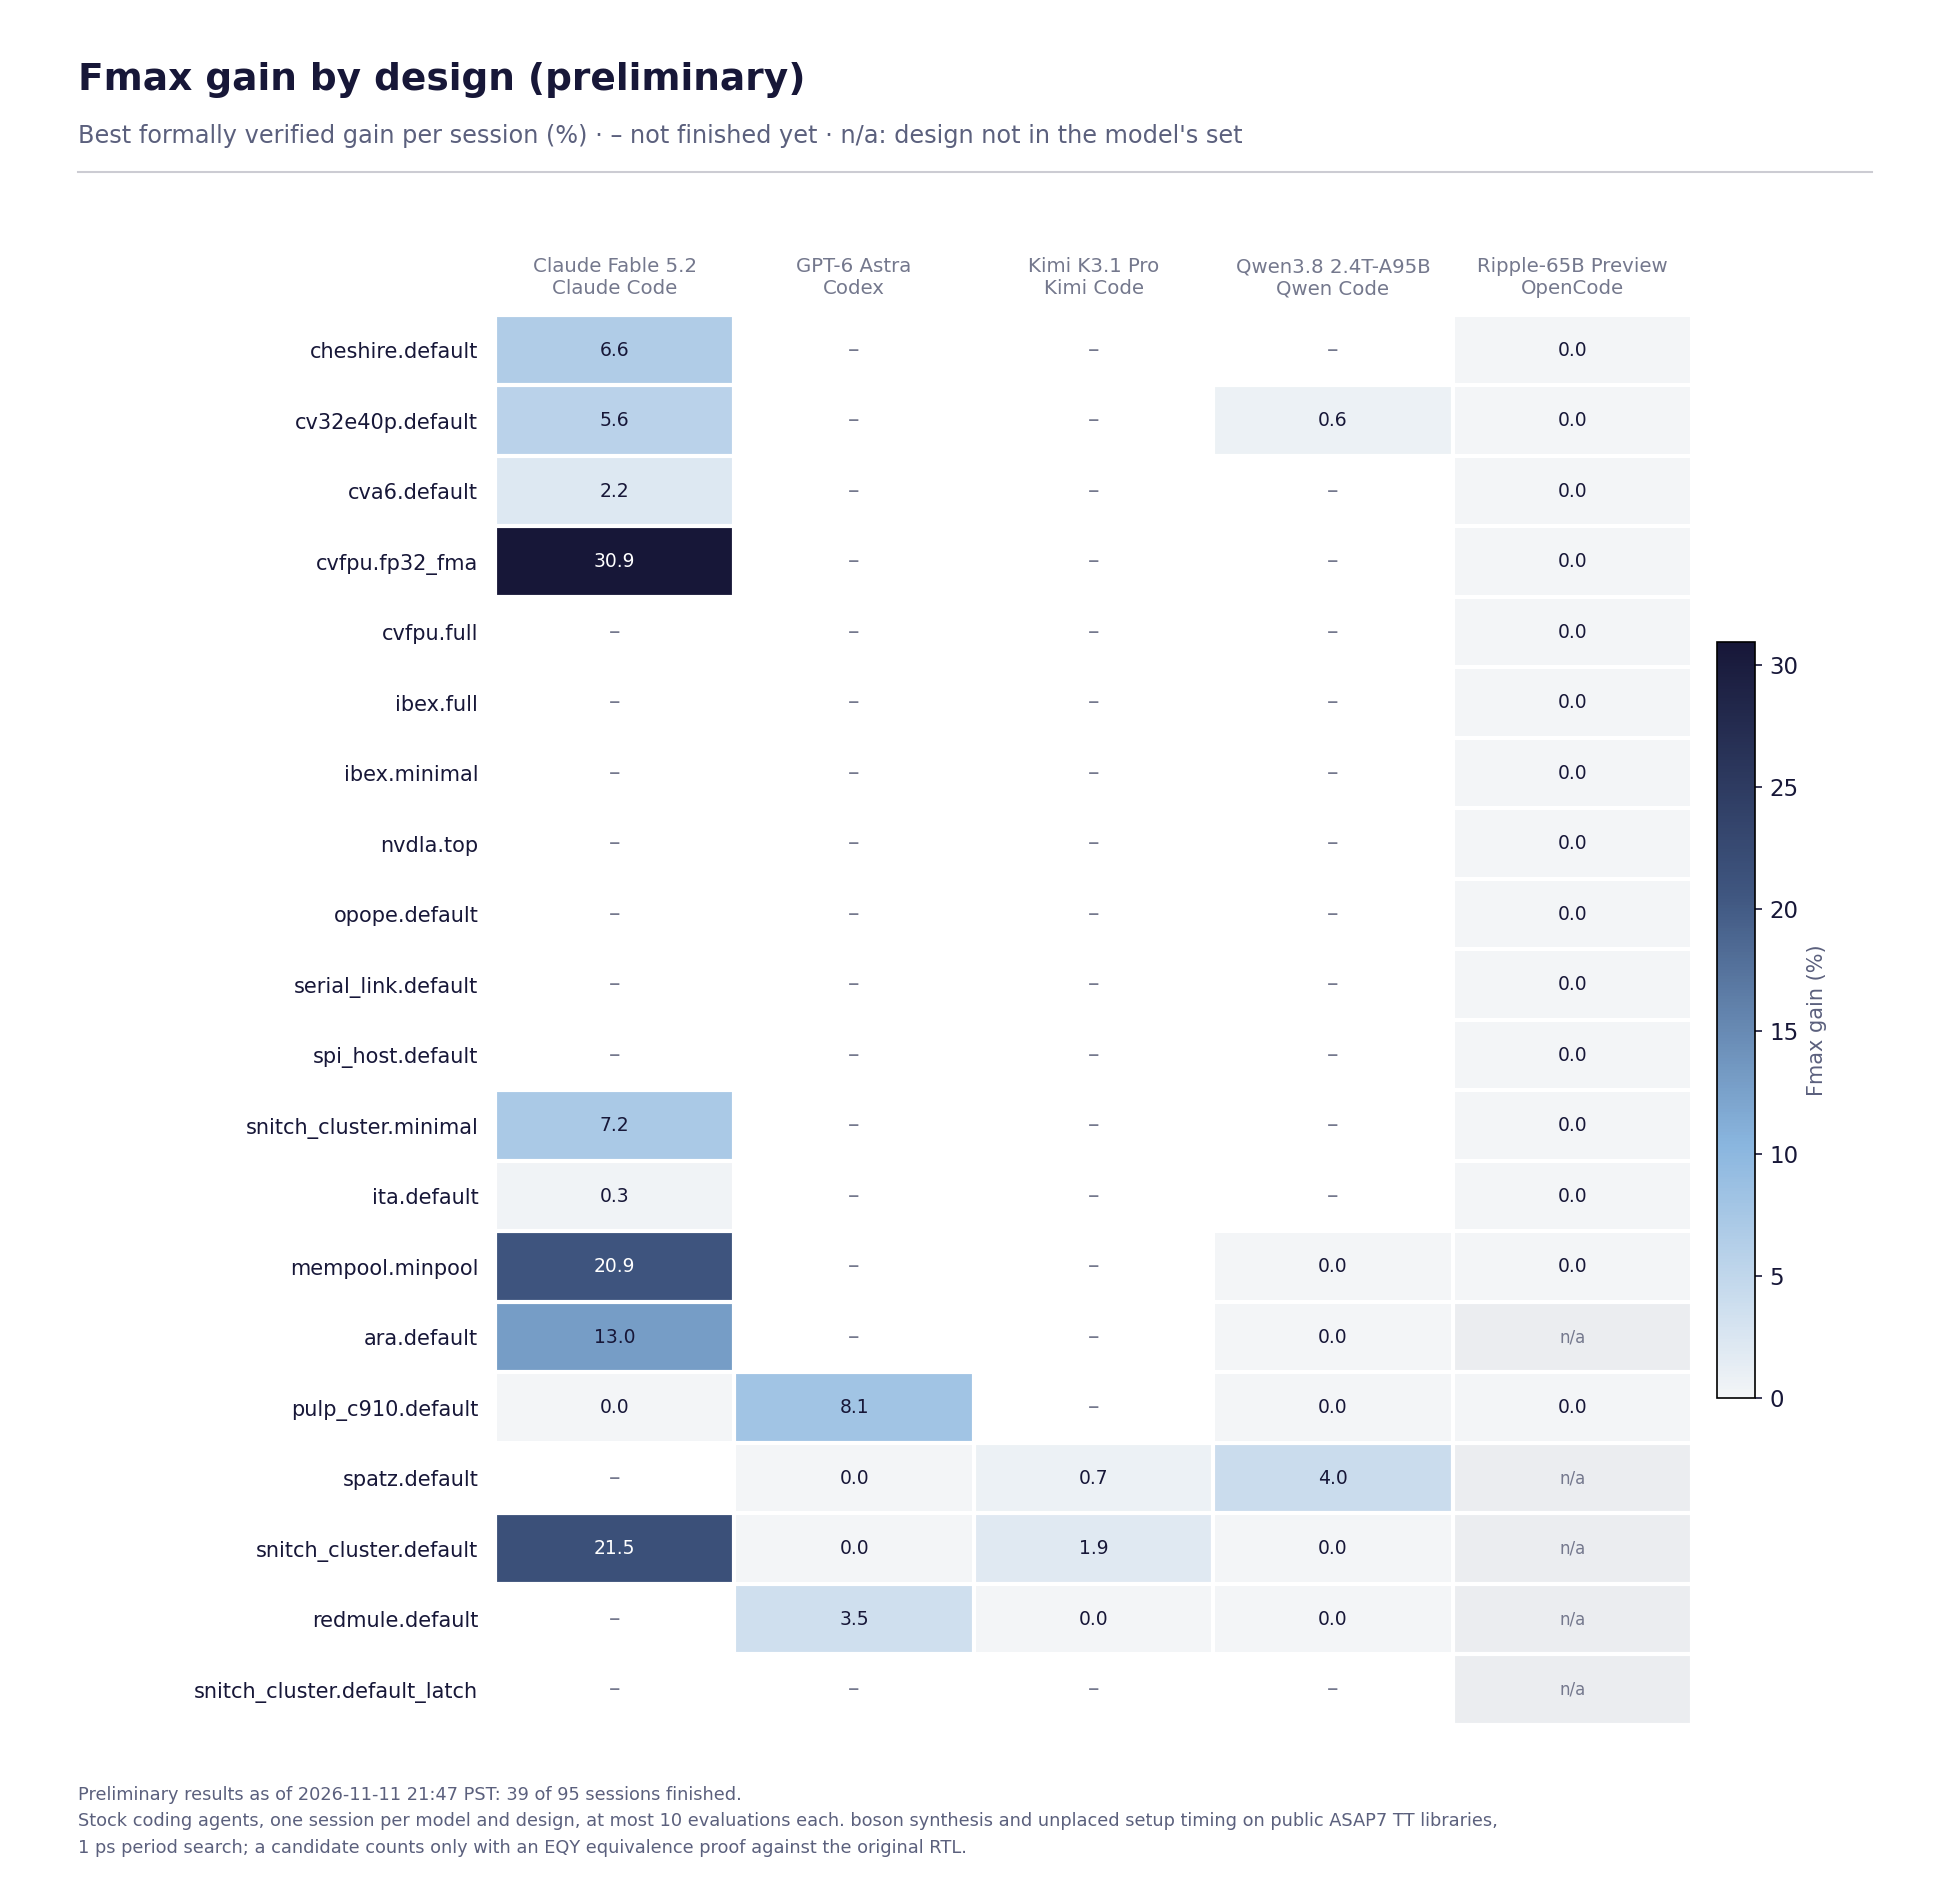 Fmax gain by design (preliminary)
Best formally verified gain per session (%) · – not finished yet · n/a: design not in the model's set
Claude Fable 5.2 GPT-6 Astra Kimi K3.1 Pro Qwen3.8 2.4T-A95B Ripple-65B Preview
Claude Code Codex Kimi Code Qwen Code OpenCode
cheshire.default 6.6 – – – 0.0
cv32e40p.default 5.6 – – 0.6 0.0
cva6.default 2.2 – – – 0.0
cvfpu.fp32_fma 30.9 – – – 0.0
cvfpu.full – – – – 0.0
ibex.full – – – – 0.0
ibex.minimal – – – – 0.0
nvdla.top – – – – 0.0
opope.default – – – – 0.0
serial_link.default – – – – 0.0
spi_host.default – – – – 0.0
snitch_cluster.minimal 7.2 – – – 0.0
ita.default 0.3 – – – 0.0
mempool.minpool 20.9 – – 0.0 0.0
ara.default 13.0 – – 0.0 n/a
pulp_c910.default 0.0 8.1 – 0.0 0.0
spatz.default – 0.0 0.7 4.0 n/a
snitch_cluster.default 21.5 0.0 1.9 0.0 n/a
redmule.default – 3.5 0.0 0.0 n/a
snitch_cluster.default_latch – – – – n/a
30
25
20
15
10
5
0
Fmax gain (%)
Preliminary results as of 2026-11-11 21:47 PST: 39 of 95 sessions finished.
Stock coding agents, one session per model and design, at most 10 evaluations each. boson synthesis and unplaced setup timing on public ASAP7 TT libraries,
1 ps period search; a candidate counts only with an EQY equivalence proof against the original RTL.